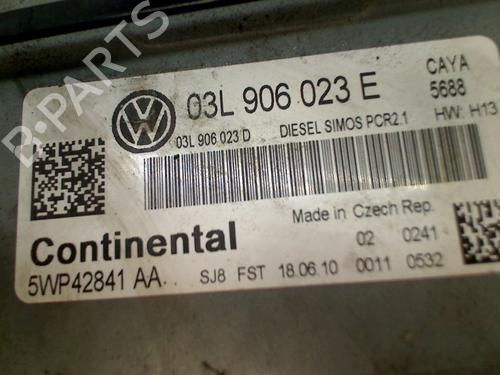 B-PARTS
03L 906 023 E
CAYA
5688
03L 906 023 D DIESEL SIMOS PCR2.1 HW: H13
Continental
Made in Czech Rep.
02 0241
5WP42841 AA SJ8 FST 18.06.10 0011 0532